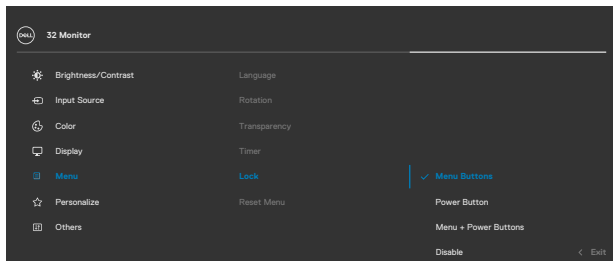 DELL 32 Monitor
Brightness/Contrast Language
Input Source Rotation
Color Transparency
Display Timer
Menu Lock Menu Buttons
Personalize Reset Menu Power Button
Others Menu + Power Buttons
Disable Exit